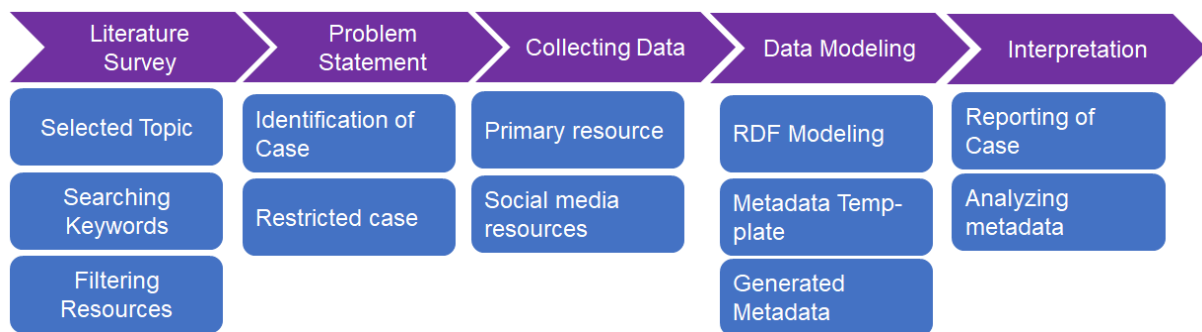 Literature
Survey
Problem
Statement
Collecting Data
Data Modeling
Interpretation
Selected Topic
Searching
Keywords
Filtering
Resources
Identification of
Case
Restricted case
Primary resource
Social media
resources
RDF Modeling
Metadata Temp-
plate
Generated
Metadata
Reporting of
Case
Analyzing
metadata